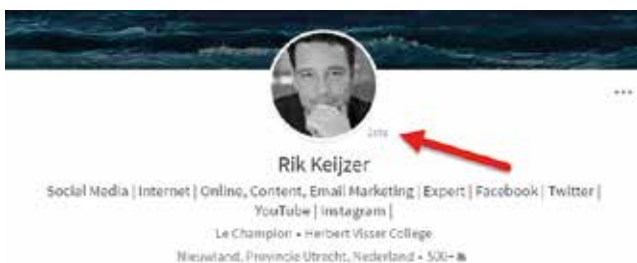 Rik Keijzer
Social Media | Internet | Online, Content, Email Marketing | Expert | Facebook | Twitter |
YouTube | Instagram |
Le Champion • Herbert Visser College
Nieuwland, Provincie Utrecht, Nederland • 500+